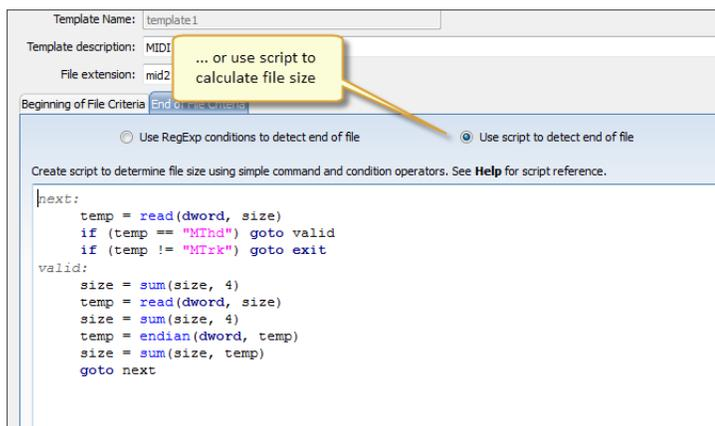 Template Name: template1
Template description: MIDI
File extension: mid2
... or use script to
calculate file size
Beginning of File Criteria End of File Criteria
Use RegExp conditions to detect end of file Use script to detect end of file
Create script to determine file size using simple command and condition operators. See Help for script reference.
next:
temp = read(dword, size)
if (temp == "MThd") goto valid
if (temp != "MTrk") goto exit
valid:
size = sum(size, 4)
temp = read(dword, size)
size = sum(size, 4)
temp = endian(dword, temp)
size = sum(size, temp)
goto next